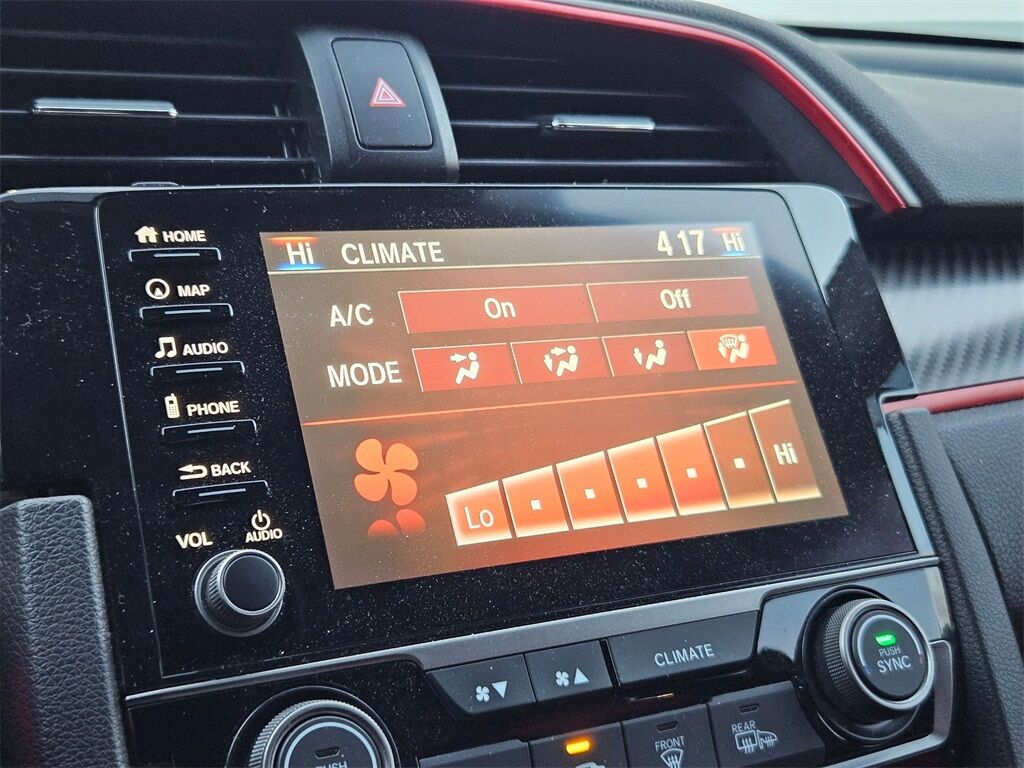 HOME
MAP
AUDIO
PHONE
BACK
VOL AUDIO
Hi CLIMATE 4 17 Hi
A/C On Off
MODE
Lo Hi
CLIMATE
PUSH
SYNC
PUSH
FRONT
REAR